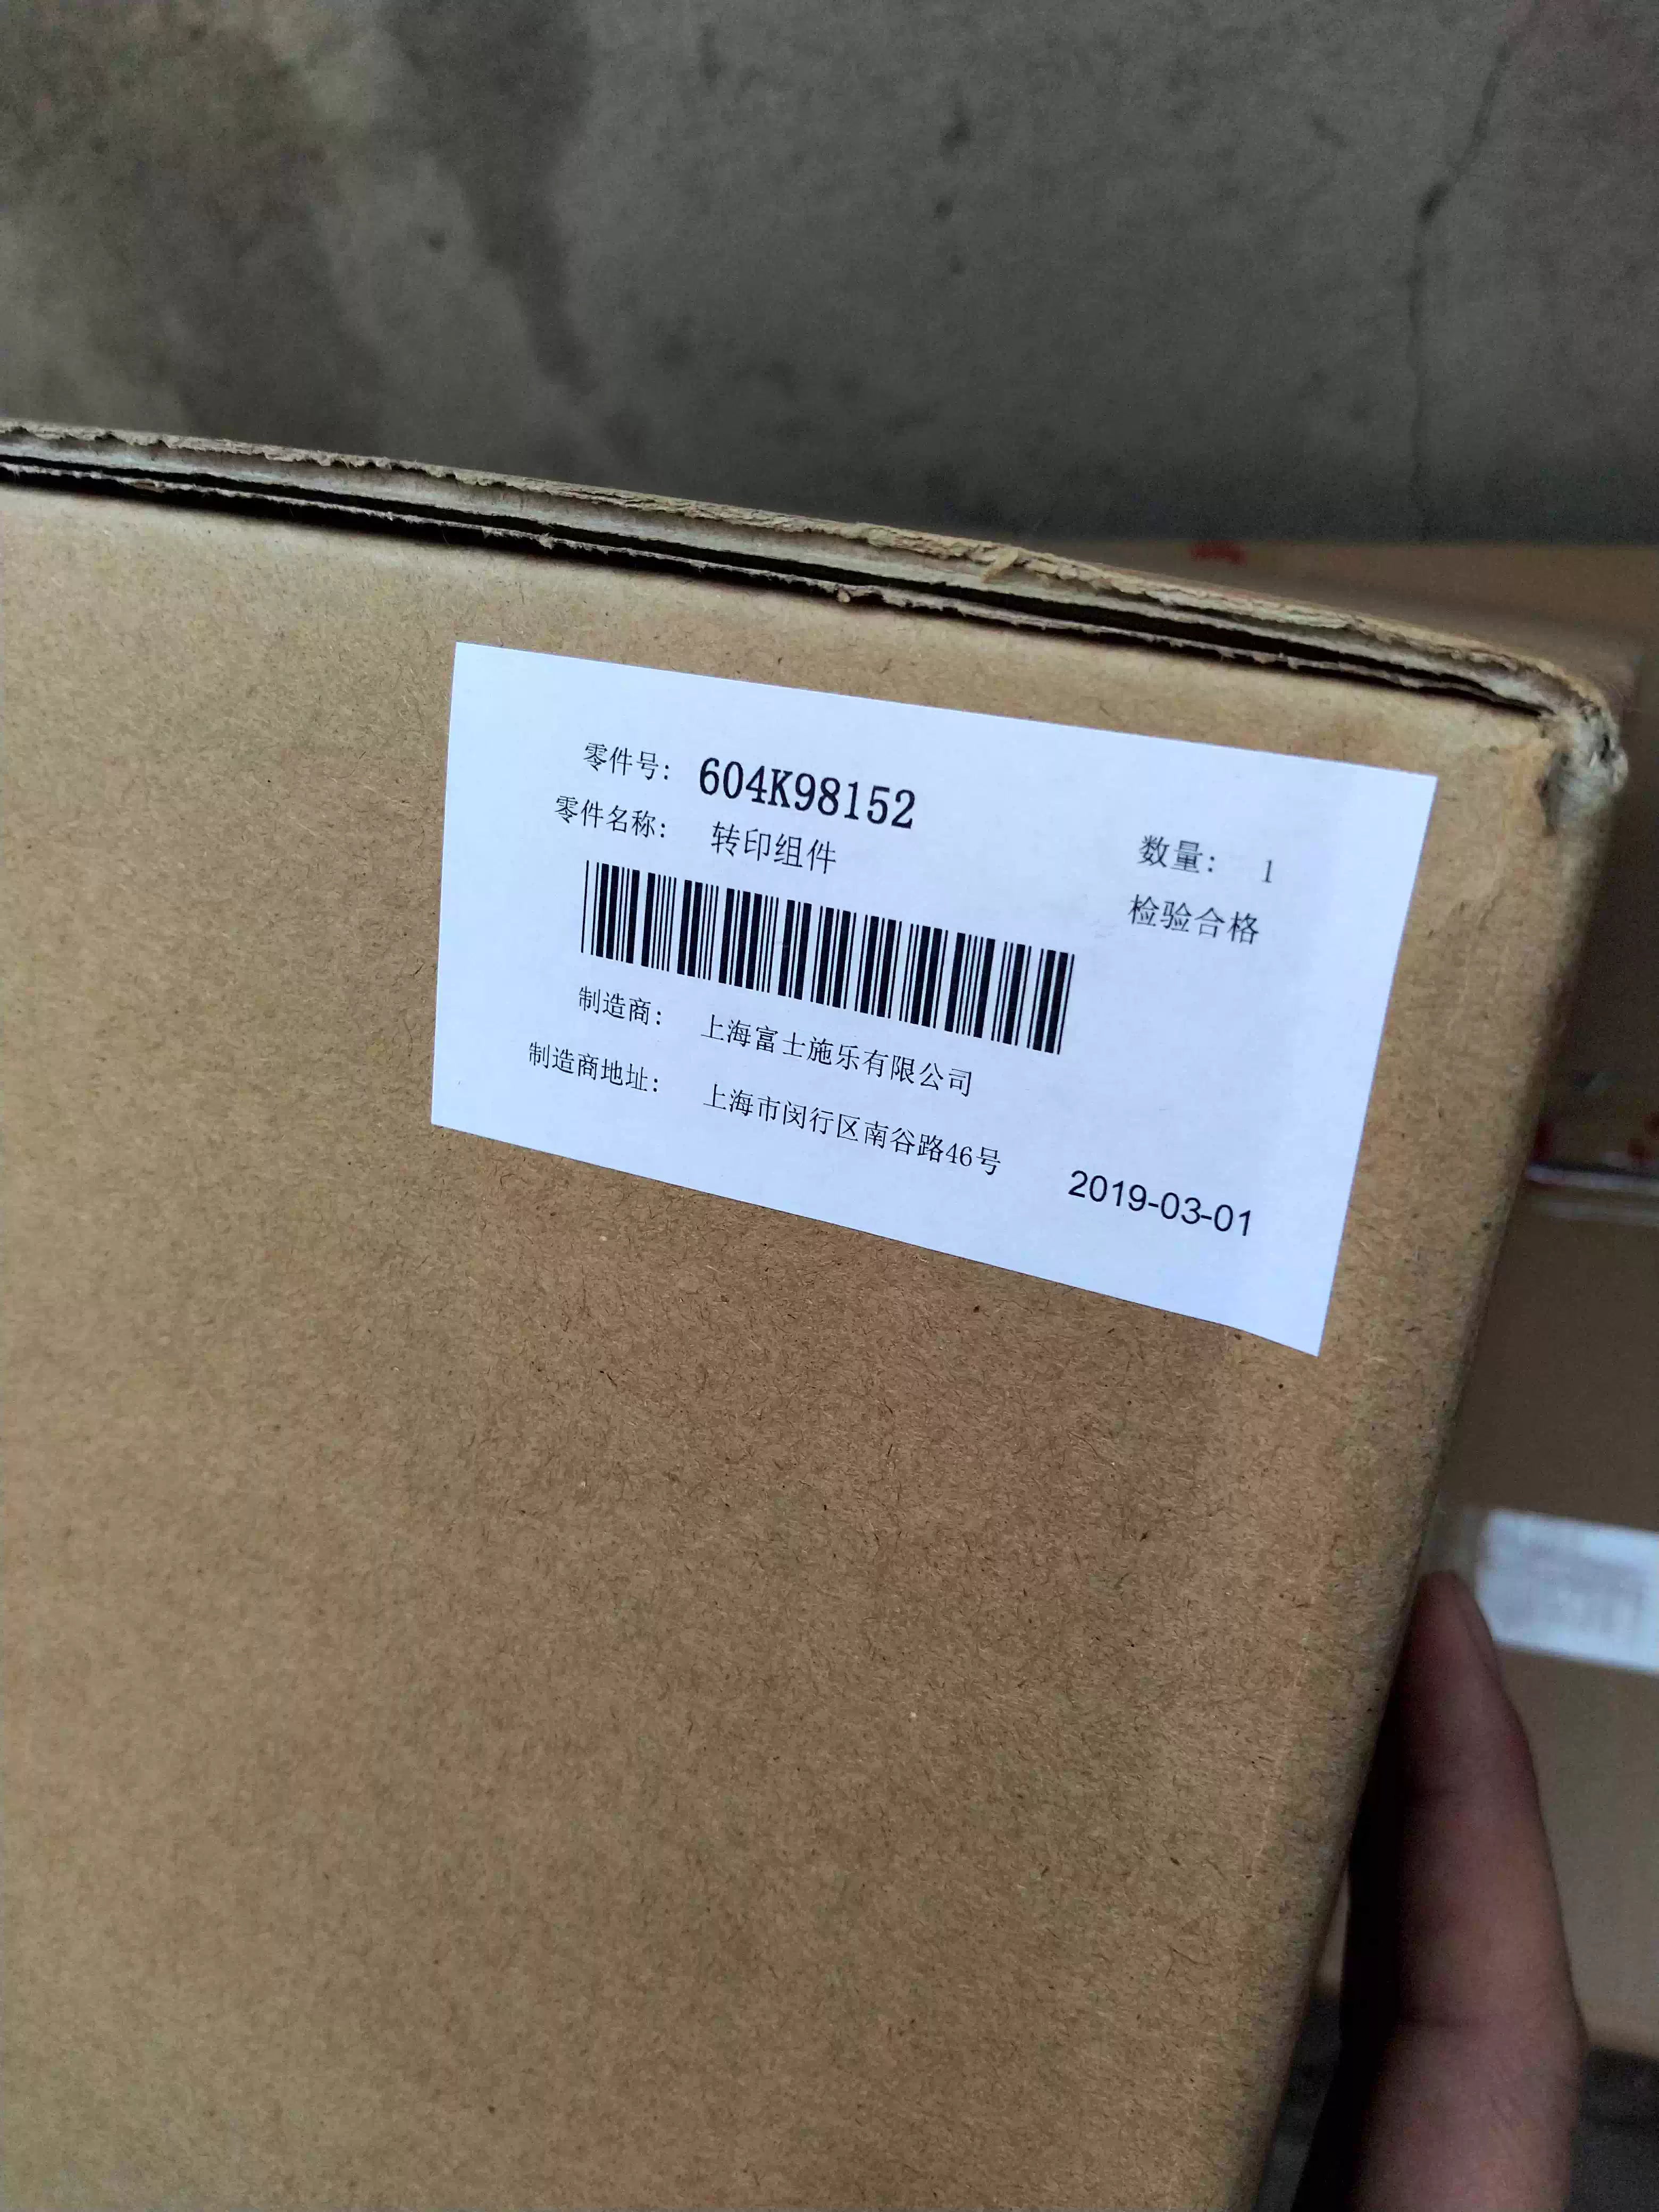 零件号: 604K98152
零件名称: 转印组件
数量: 1
检验合格
制造商: 上海富士施乐有限公司
制造商地址: 上海市闵行区南谷路46号
2019-03-01